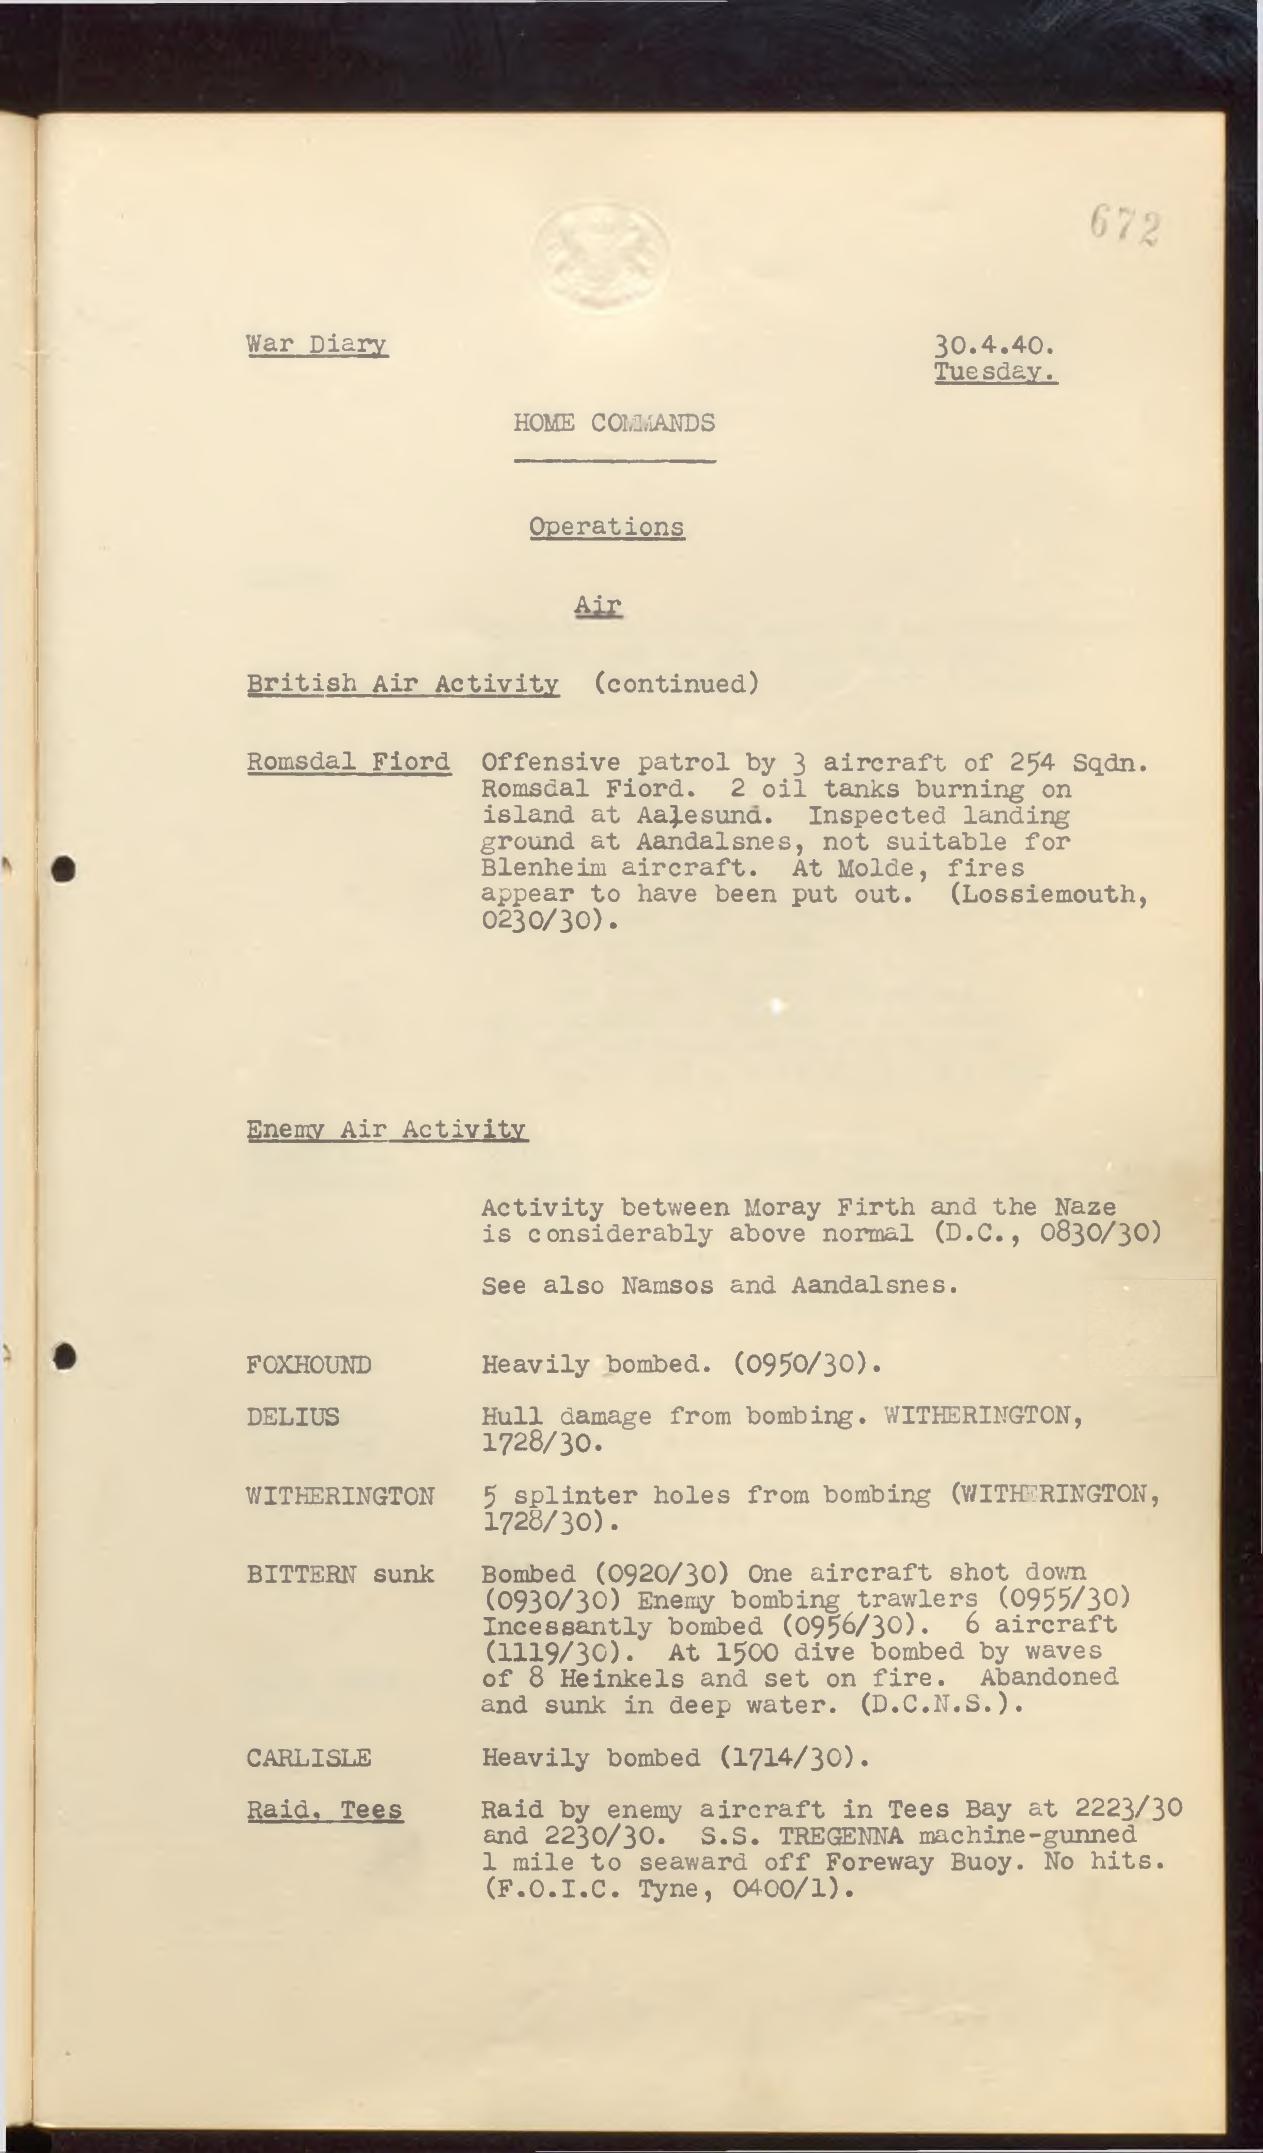 672
War Diary 30.4.40.
Tuesday.
HOME COMMANDS
Operations
Air
British Air Activity (continued)
Romsdal Fiord Offensive patrol by 3 aircraft of 254 Sqdn.
Romsdal Fiord. 2 oil tanks burning on
island at Aalesund. Inspected landing
ground at Aandalsnes, not suitable for
Blenheim aircraft. At Molde, fires
appear to have been put out. (Lossiemouth,
0230/30).
Enemy Air Activity
Activity between Moray Firth and the Naze
is considerably above normal (D.C., 0830/30)
See also Namsos and Aandalsnes.
FOXHOUND Heavily bombed. (0950/30).
DELIUS Hull damage from bombing. WITHERINGTON,
1728/30.
WITHERINGTON 5 splinter holes from bombing (WITHERINGTON,
1728/30).
BITTERN sunk Bombed (0920/30) One aircraft shot down
(0930/30) Enemy bombing trawlers (0955/30)
Incessantly bombed (0956/30). 6 aircraft
(1119/30). At 1500 dive bombed by waves
of 8 Heinkels and set on fire. Abandoned
and sunk in deep water. (D.C.N.S.).
CARLISLE Heavily bombed (1714/30).
Raid, Tees Raid by enemy aircraft in Tees Bay at 2223/30
and 2230/30. S.S. TREGENNA machine-gunned
1 mile to seaward off Foreway Buoy. No hits.
(F.O.I.C. Tyne, 0400/1).